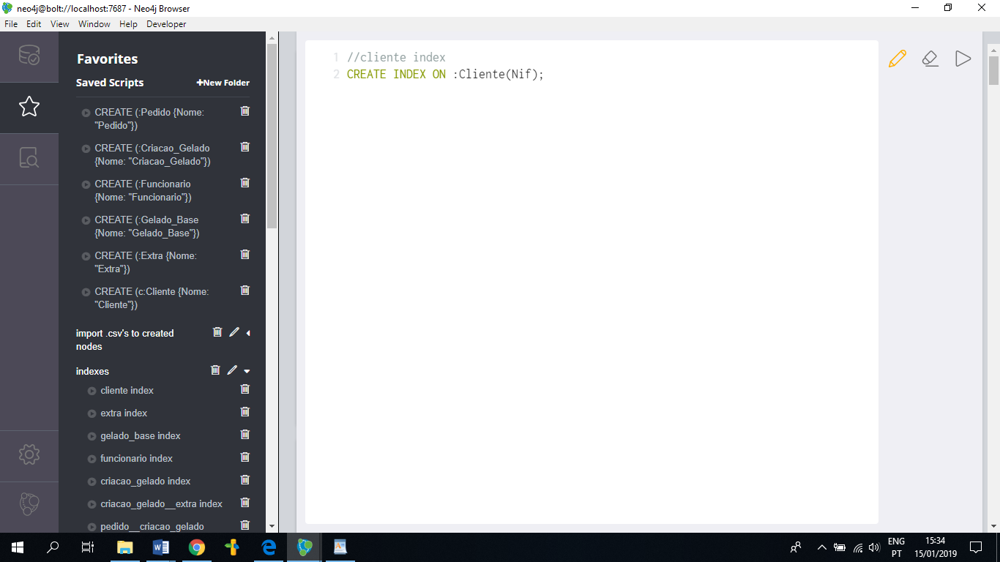 neo4j@bolt://localhost:7687 - Neo4j Browser
File Edit View Window Help Developer
Favorites
Saved Scripts
+New Folder
CREATE (:Pedido {Nome:
"Pedido"})
CREATE (:Criacao_Gelado
{Nome: "Criacao_Gelado"})
CREATE (:Funcionario
{Nome: "Funcionario"})
CREATE (:Gelado_Base
{Nome: "Gelado_Base"})
CREATE (:Extra {Nome:
"Extra"})
CREATE (c:Cliente {Nome:
"Cliente"})
import .csv's to created
nodes
indexes
cliente index
extra index
gelado_base index
funcionario index
criacao_gelado index
criacao_gelado__extra index
pedido__criacao_gelado
1 //cliente index
2 CREATE INDEX ON :Cliente(Nif);
ENG
PT
15:34
15/01/2019